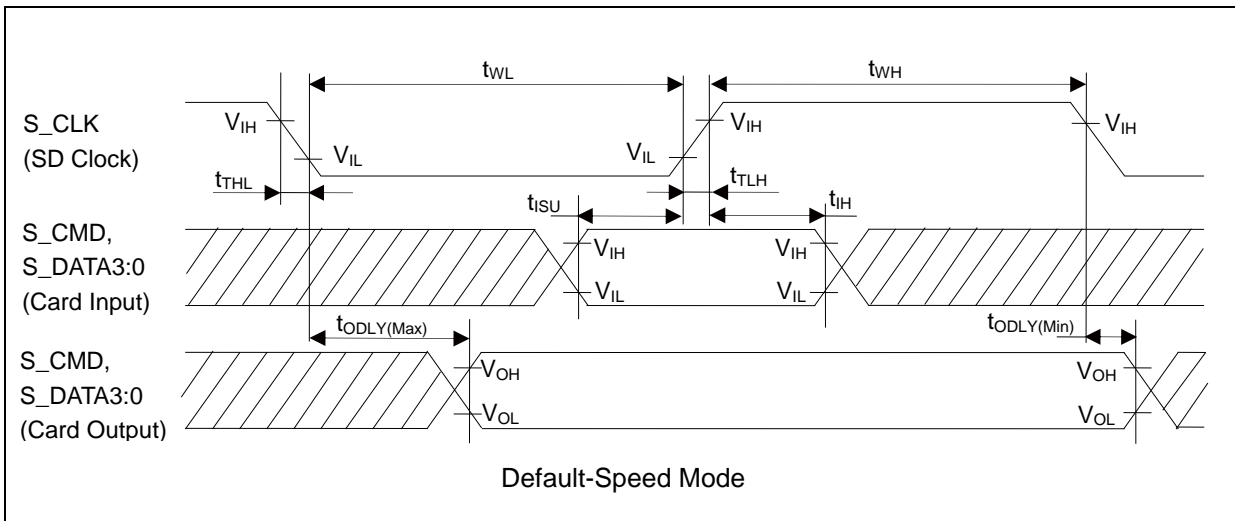 tWL
tWH
S_CLK
(SD Clock)
VIH
VIL
VIL
VIH
VIH
tTHL
tTLH
tISU
tIH
S_CMD,
S_DATA3:0
(Card Input)
VIH
VIL
VIH
VIL
tODLY(Max)
tODLY(Min)
S_CMD,
S_DATA3:0
(Card Output)
VOH
VOL
VOH
VOL
Default-Speed Mode